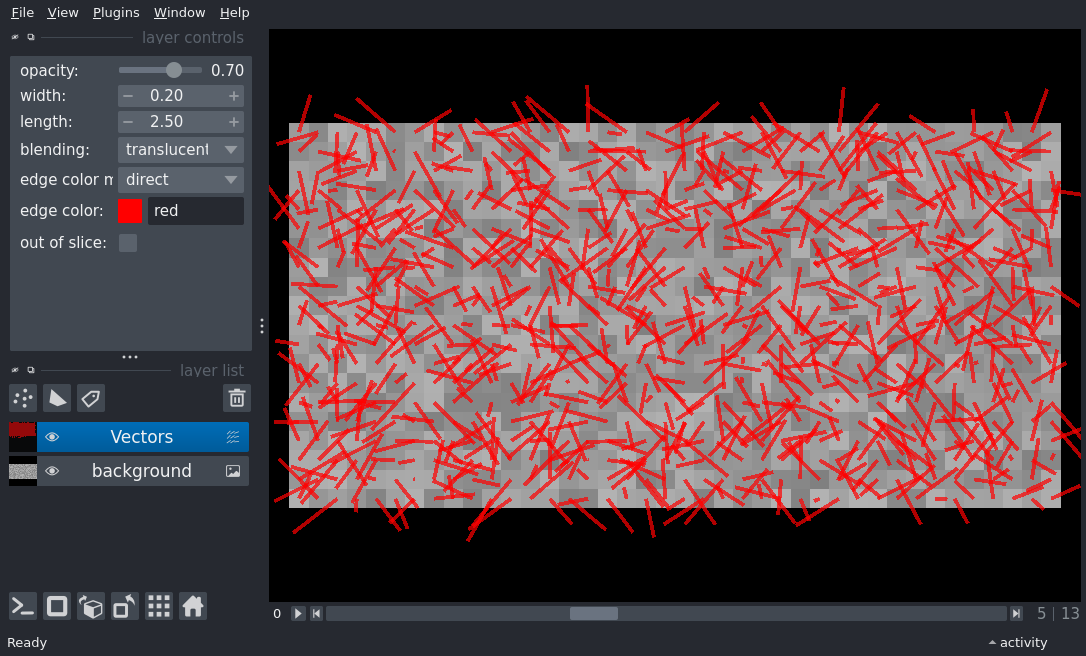 File View Plugins Window Help
layer controls
opacity: 0.70
width: − 0.20 +
length: − 2.50 +
blending: translucent
edge color m direct
edge color: red
out of slice:
layer list
Vectors
background
0 5 | 13
Ready activity